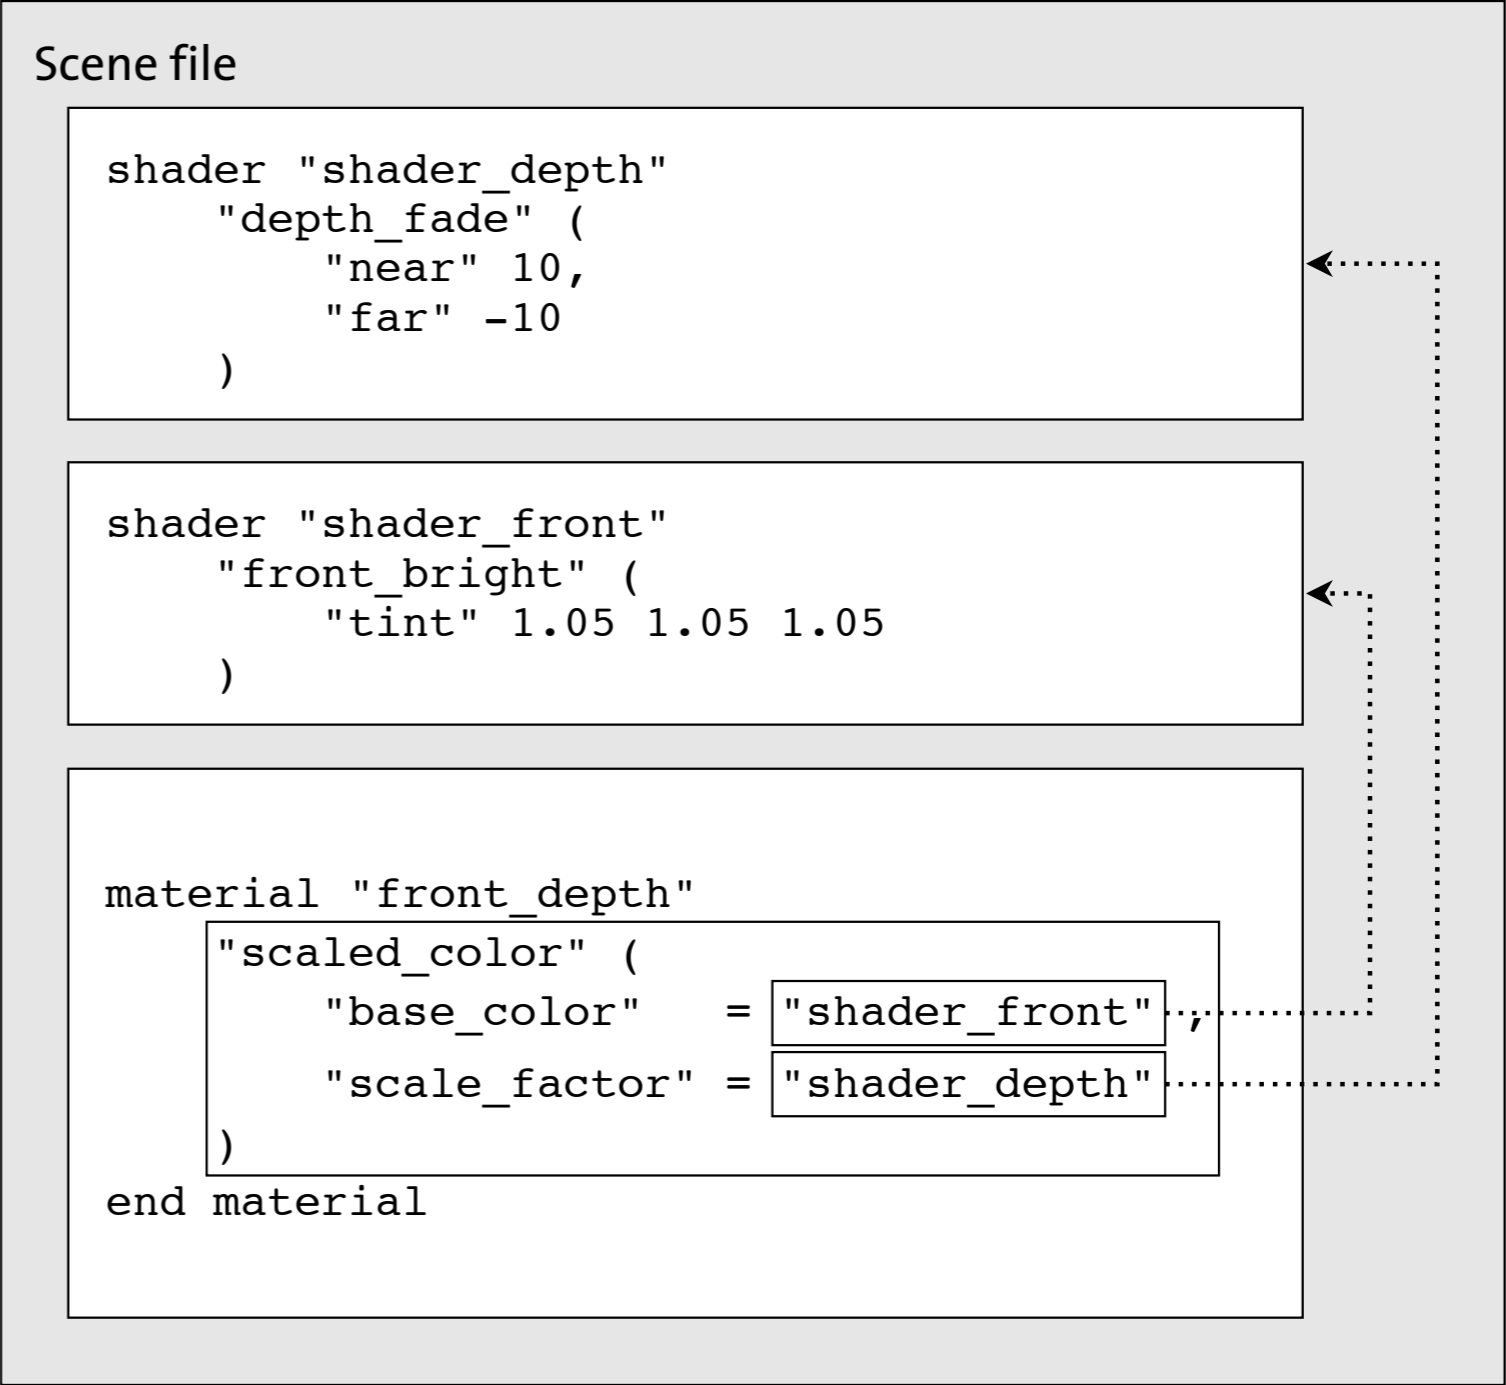 Scene file
shader "shader_depth"
    "depth_fade" (
        "near" 10,
        "far" -10
    )
shader "shader_front"
    "front_bright" (
        "tint" 1.05 1.05 1.05
    )
material "front_depth"
    "scaled_color" (
        "base_color"   = "shader_front" ,
        "scale_factor" = "shader_depth"
    )
end material